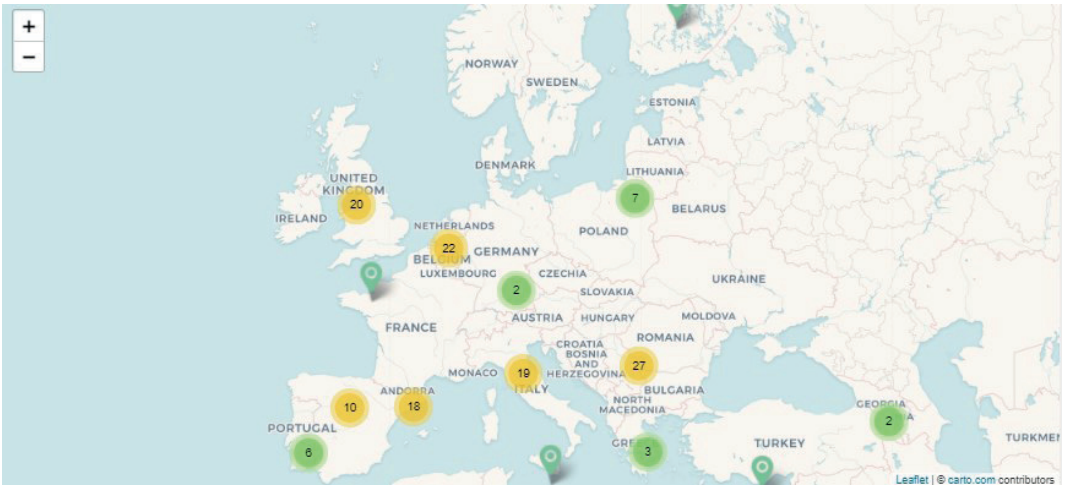 +
−
NORWAY
SWEDEN
ESTONIA
LATVIA
DENMARK
LITHUANIA
UNITED
KINGDOM
20
7
IRELAND
BELARUS
NETHERLANDS
POLAND
22
GERMANY
BELGIUM
LUXEMBOURG
CZECHIA
UKRAINE
2
SLOVAKIA
AUSTRIA
HUNGARY
MOLDOVA
FRANCE
ROMANIA
CROATIA
BOSNIA
AND
HERZEGOVINA
27
MONACO
19
ITALY
ANDORRA
BULGARIA
10
18
NORTH
MACEDONIA
GEORGIA
2
PORTUGAL
6
3
TURKEY
TURKME
Leaflet | © carto.com contributors